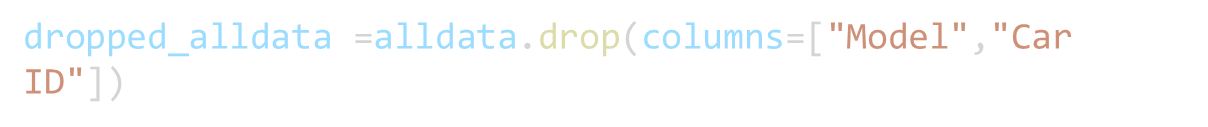 dropped_alldata =alldata.drop(columns=["Model","Car
ID"])